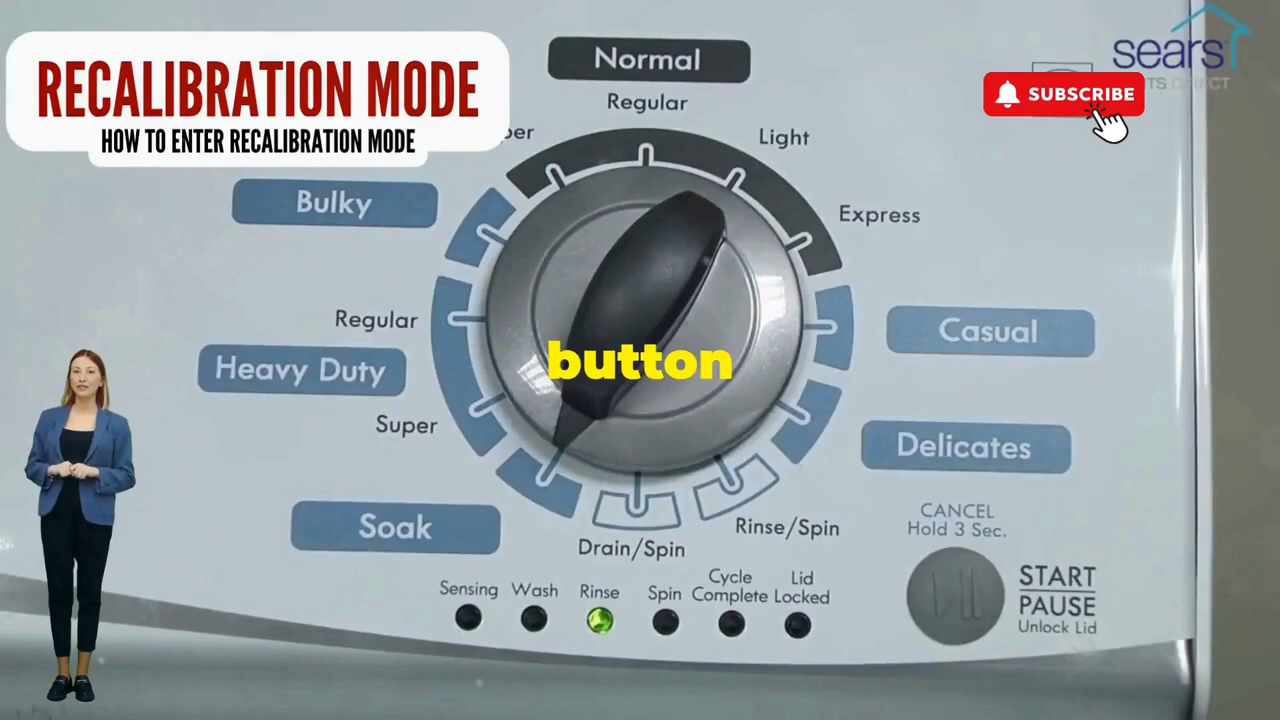 RECALIBRATION MODE
HOW TO ENTER RECALIBRATION MODE
sears
SUBSCRIBE
DIRECT
Normal
Regular
Light
Express
Bulky
Regular
Heavy Duty
Super
Casual
Delicates
button
Soak
Drain/Spin
Rinse/Spin
CANCEL
Hold 3 Sec.
Sensing
Wash
Rinse
Spin
Cycle
Complete
Lid
Locked
START
PAUSE
Unlock Lid